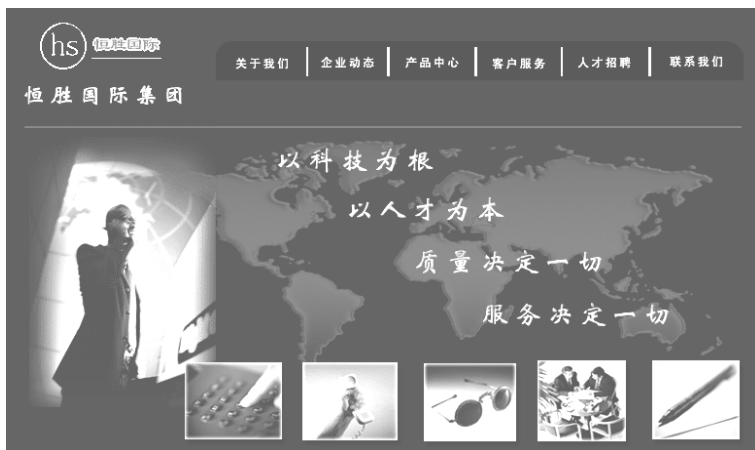 hs 恒胜国际
恒胜国际集团
关于我们 企业动态 产品中心 客户服务 人才招聘 联系我们
以科技为根
以人才为本
质量决定一切
服务决定一切